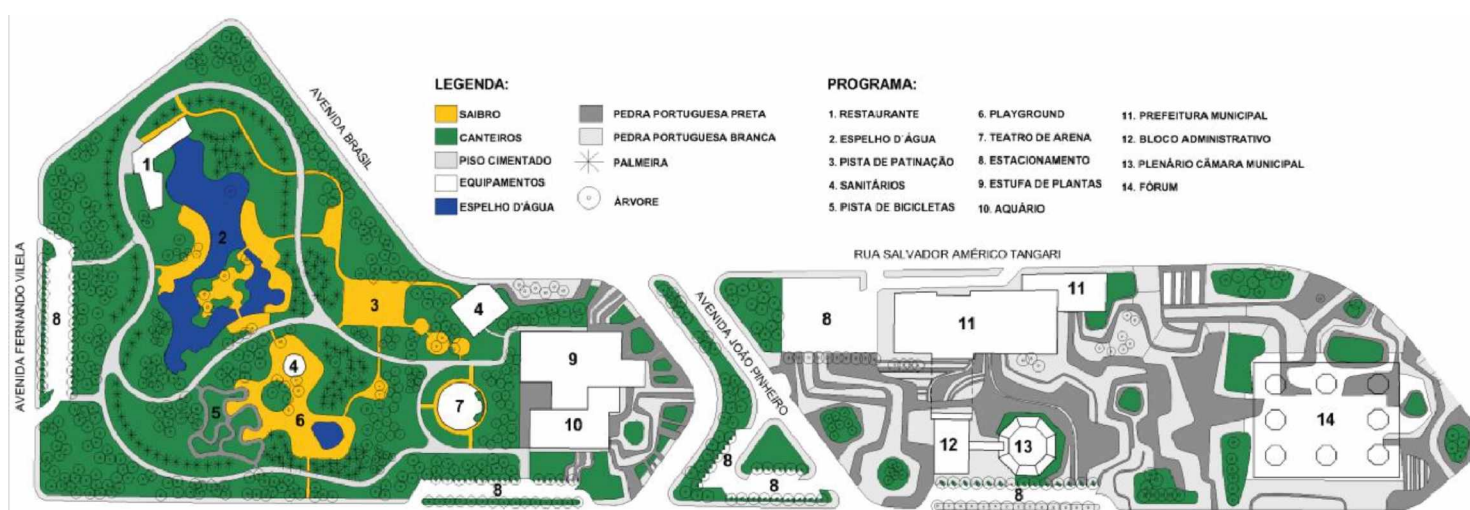 LEGENDA:
SAIBRO
CANTEIROS
PISO CIMENTADO
EQUIPAMENTOS
ESPELHO D'ÁGUA
PEDRA PORTUGUESA PRETA
PEDRA PORTUGUESA BRANCA
PALMEIRA
ÁRVORE
PROGRAMA:
1. RESTAURANTE
2. ESPELHO D'ÁGUA
3. PISTA DE PATINAÇÃO
4. SANITÁRIOS
5. PISTA DE BICICLETAS
6. PLAYGROUND
7. TEATRO DE ARENA
8. ESTACIONAMENTO
9. ESTUFA DE PLANTAS
10. AQUÁRIO
11. PREFEITURA MUNICIPAL
12. BLOCO ADMINISTRATIVO
13. PLENÁRIO CÂMARA MUNICIPAL
14. FÓRUM
AVENIDA BRASIL
AVENIDA FERNANDO VILELA
AVENIDA JOÃO PINHEIRO
RUA SALVADOR AMÉRICO TANGARI
1
2
8
3
4
4
5
6
7
9
10
8
8
8
8
11
11
12
13
14
8